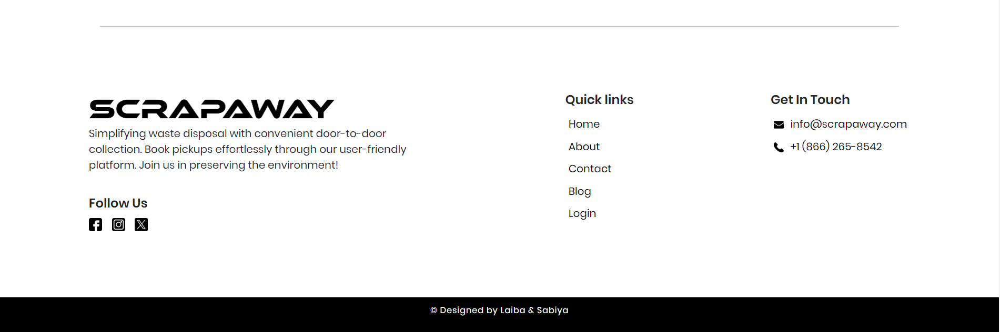 SCRAPAWAY
Simplifying waste disposal with convenient door-to-door
collection. Book pickups effortlessly through our user-friendly
platform. Join us in preserving the environment!
Follow Us
Quick links
Home
About
Contact
Blog
Login
Get In Touch
info@scrapaway.com
+1 (866) 265-8542
© Designed by Laiba & Sabiya